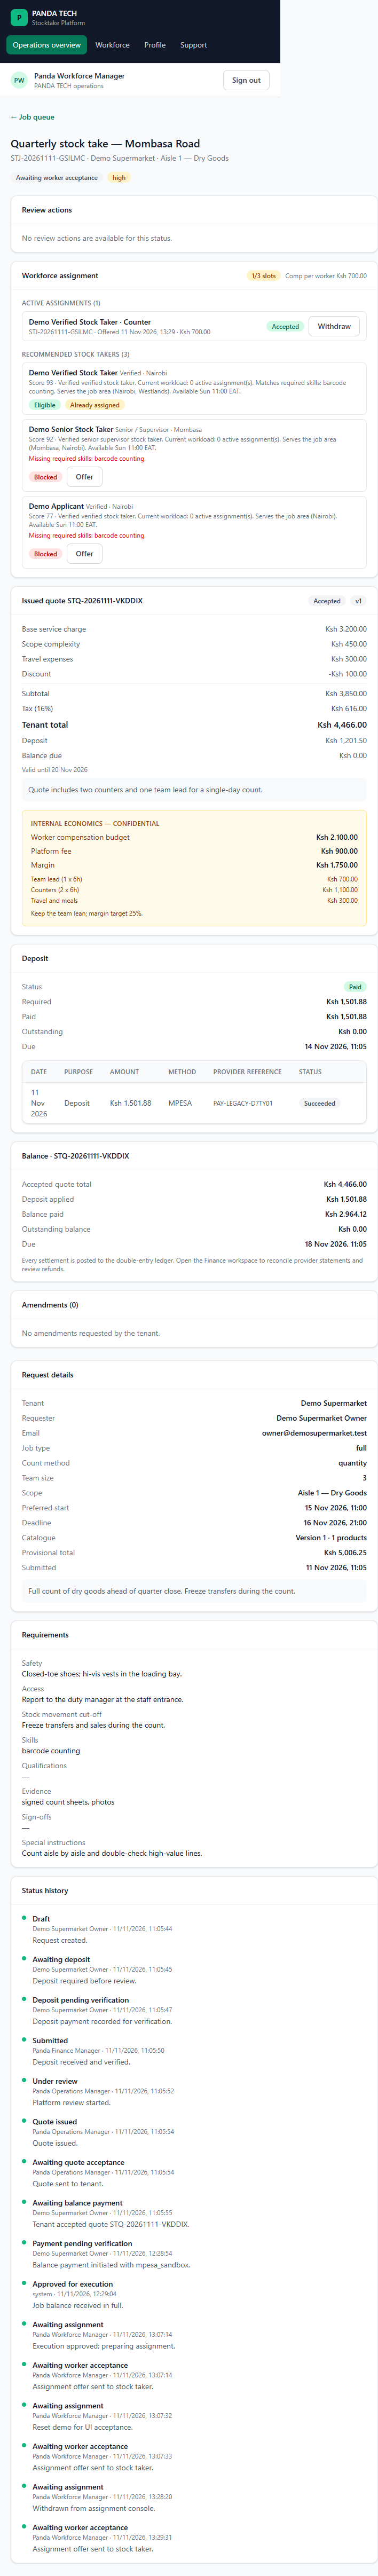 P
PANDA TECH
Stocktake Platform
Operations overview
Workforce
Profile
Support
PW
Panda Workforce Manager
PANDA TECH operations
Sign out
← Job queue
Quarterly stock take — Mombasa Road
STJ-20261111-GSILMC · Demo Supermarket · Aisle 1 — Dry Goods
Awaiting worker acceptance
high
Review actions
No review actions are available for this status.
Workforce assignment
1/3 slots
Comp per worker Ksh 700.00
ACTIVE ASSIGNMENTS (1)
Demo Verified Stock Taker · Counter
STJ-20261111-GSILMC · Offered 11 Nov 2026, 13:29 · Ksh 700.00
Accepted
Withdraw
RECOMMENDED STOCK TAKERS (3)
Demo Verified Stock Taker Verified · Nairobi
Score 93 · Verified verified stock taker. Current workload: 0 active assignment(s). Matches required skills: barcode
counting. Serves the job area (Nairobi, Westlands). Available Sun 11:00 EAT.
Eligible
Already assigned
Demo Senior Stock Taker Senior / Supervisor · Mombasa
Score 92 · Verified senior supervisor stock taker. Current workload: 0 active assignment(s). Serves the job area
(Mombasa, Nairobi). Available Sun 11:00 EAT.
Missing required skills: barcode counting.
Blocked
Offer
Demo Applicant Verified · Nairobi
Score 77 · Verified verified stock taker. Current workload: 0 active assignment(s). Serves the job area (Nairobi).
Available Sun 11:00 EAT.
Missing required skills: barcode counting.
Blocked
Offer
Issued quote STQ-20261111-VKDDIX
Accepted
v1
Base service charge
Ksh 3,200.00
Scope complexity
Ksh 450.00
Travel expenses
Ksh 300.00
Discount
-Ksh 100.00
Subtotal
Ksh 3,850.00
Tax (16%)
Ksh 616.00
Tenant total
Ksh 4,466.00
Deposit
Ksh 1,201.50
Balance due
Ksh 0.00
Valid until 20 Nov 2026
Quote includes two counters and one team lead for a single-day count.
INTERNAL ECONOMICS — CONFIDENTIAL
Worker compensation budget
Ksh 2,100.00
Platform fee
Ksh 900.00
Margin
Ksh 1,750.00
Team lead (1 x 6h)
Ksh 700.00
Counters (2 x 6h)
Ksh 1,100.00
Travel and meals
Ksh 300.00
Keep the team lean; margin target 25%.
Deposit
Status
Paid
Required
Ksh 1,501.88
Paid
Ksh 1,501.88
Outstanding
Ksh 0.00
Due
14 Nov 2026, 11:05
DATE
PURPOSE
AMOUNT
METHOD
PROVIDER REFERENCE
STATUS
11
Nov
2026
Deposit
Ksh 1,501.88
MPESA
PAY-LEGACY-D7TY01
Succeeded
Balance · STQ-20261111-VKDDIX
Accepted quote total
Ksh 4,466.00
Deposit applied
Ksh 1,501.88
Balance paid
Ksh 2,964.12
Outstanding balance
Ksh 0.00
Due
18 Nov 2026, 11:05
Every settlement is posted to the double-entry ledger. Open the Finance workspace to reconcile provider statements and
review refunds.
Amendments (0)
No amendments requested by the tenant.
Request details
Tenant
Demo Supermarket
Requester
Demo Supermarket Owner
Email
owner@demosupermarket.test
Job type
full
Count method
quantity
Team size
3
Scope
Aisle 1 — Dry Goods
Preferred start
15 Nov 2026, 11:00
Deadline
16 Nov 2026, 21:00
Catalogue
Version 1 · 1 products
Provisional total
Ksh 5,006.25
Submitted
11 Nov 2026, 11:05
Full count of dry goods ahead of quarter close. Freeze transfers during the count.
Requirements
Safety
Closed-toe shoes; hi-vis vests in the loading bay.
Access
Report to the duty manager at the staff entrance.
Stock movement cut-off
Freeze transfers and sales during the count.
Skills
barcode counting
Qualifications
—
Evidence
signed count sheets, photos
Sign-offs
—
Special instructions
Count aisle by aisle and double-check high-value lines.
Status history
Draft
Demo Supermarket Owner · 11/11/2026, 11:05:44
Request created.
Awaiting deposit
Demo Supermarket Owner · 11/11/2026, 11:05:45
Deposit required before review.
Deposit pending verification
Demo Supermarket Owner · 11/11/2026, 11:05:47
Deposit payment recorded for verification.
Submitted
Panda Finance Manager · 11/11/2026, 11:05:50
Deposit received and verified.
Under review
Panda Operations Manager · 11/11/2026, 11:05:52
Platform review started.
Quote issued
Panda Operations Manager · 11/11/2026, 11:05:54
Quote issued.
Awaiting quote acceptance
Panda Operations Manager · 11/11/2026, 11:05:54
Quote sent to tenant.
Awaiting balance payment
Demo Supermarket Owner · 11/11/2026, 11:05:55
Tenant accepted quote STQ-20261111-VKDDIX.
Payment pending verification
Demo Supermarket Owner · 11/11/2026, 12:28:54
Balance payment initiated with mpesa_sandbox.
Approved for execution
system · 11/11/2026, 12:29:04
Job balance received in full.
Awaiting assignment
Panda Workforce Manager · 11/11/2026, 13:07:14
Execution approved; preparing assignment.
Awaiting worker acceptance
Panda Workforce Manager · 11/11/2026, 13:07:14
Assignment offer sent to stock taker.
Awaiting assignment
Panda Workforce Manager · 11/11/2026, 13:07:32
Reset demo for UI acceptance.
Awaiting worker acceptance
Panda Workforce Manager · 11/11/2026, 13:07:33
Assignment offer sent to stock taker.
Awaiting assignment
Panda Workforce Manager · 11/11/2026, 13:28:20
Withdrawn from assignment console.
Awaiting worker acceptance
Panda Workforce Manager · 11/11/2026, 13:29:31
Assignment offer sent to stock taker.